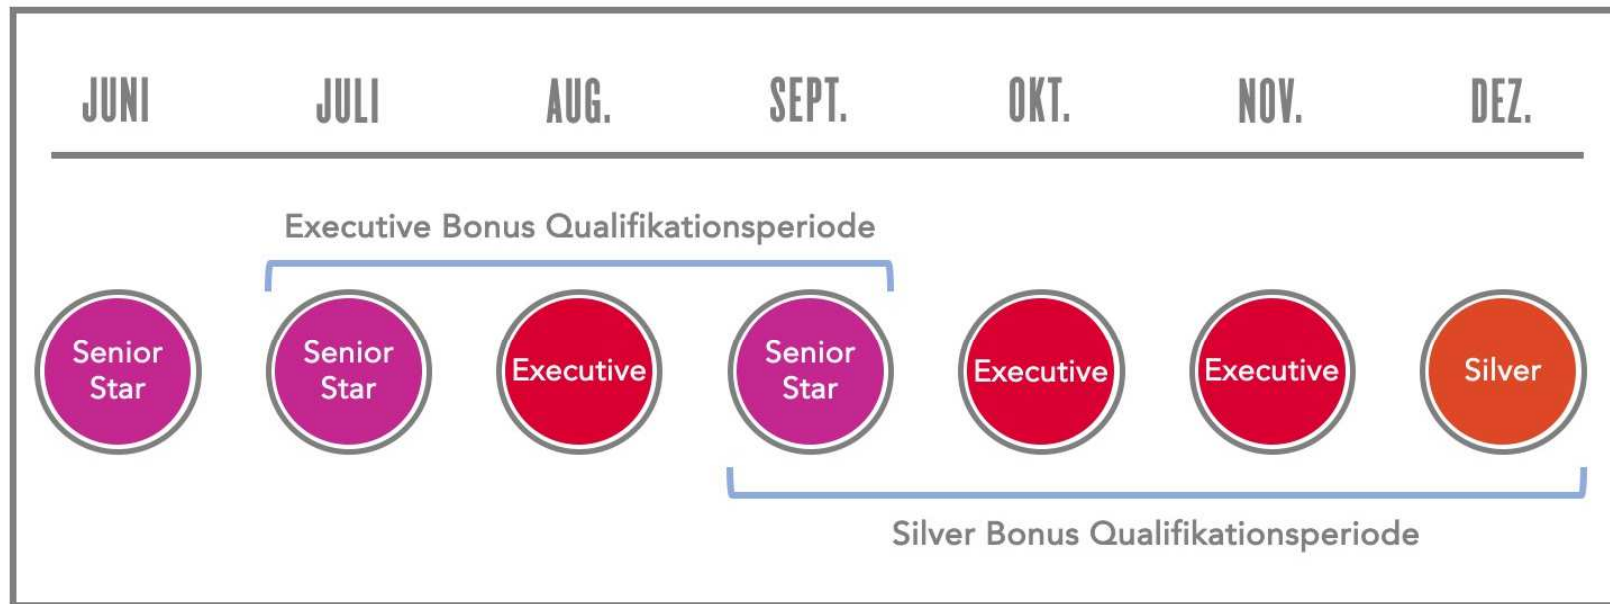 JUNI JULI AUG. SEPT. OKT. NOV. DEZ.
Executive Bonus Qualifikationsperiode
Senior Star
Senior Star
Executive
Senior Star
Executive
Executive
Silver
Silver Bonus Qualifikationsperiode